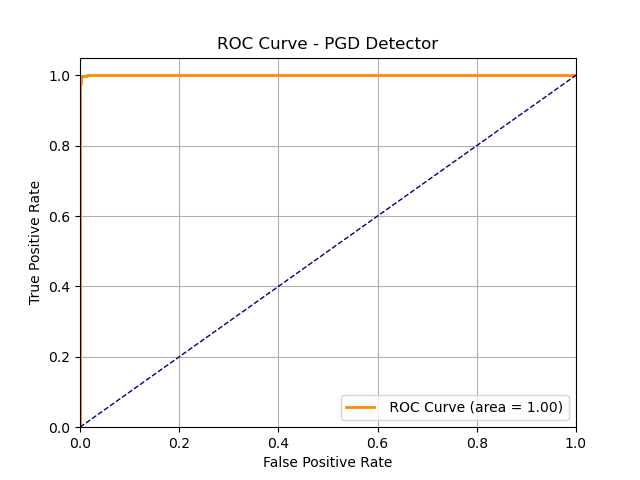 ROC Curve - PGD Detector
1.0
0.8
0.6
0.4
0.2
0.0
True Positive Rate
ROC Curve (area = 1.00)
0.0 0.2 0.4 0.6 0.8 1.0
False Positive Rate